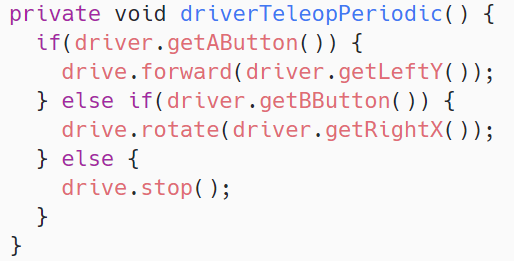 private void driverTeleopPeriodic() {
  if(driver.getAButton()) {
    drive.forward(driver.getLeftY());
  } else if(driver.getBButton()) {
    drive.rotate(driver.getRightX());
  } else {
    drive.stop();
  }
}